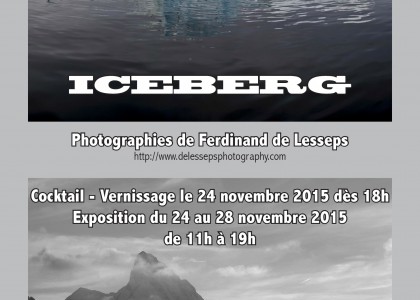 ICEBERG
Photographies de Ferdinand de Lesseps
http://www.delessepsphotography.com
Cocktail - Vernissage le 24 novembre 2015 dès 18h
Exposition du 24 au 28 novembre 2015
de 11h à 19h